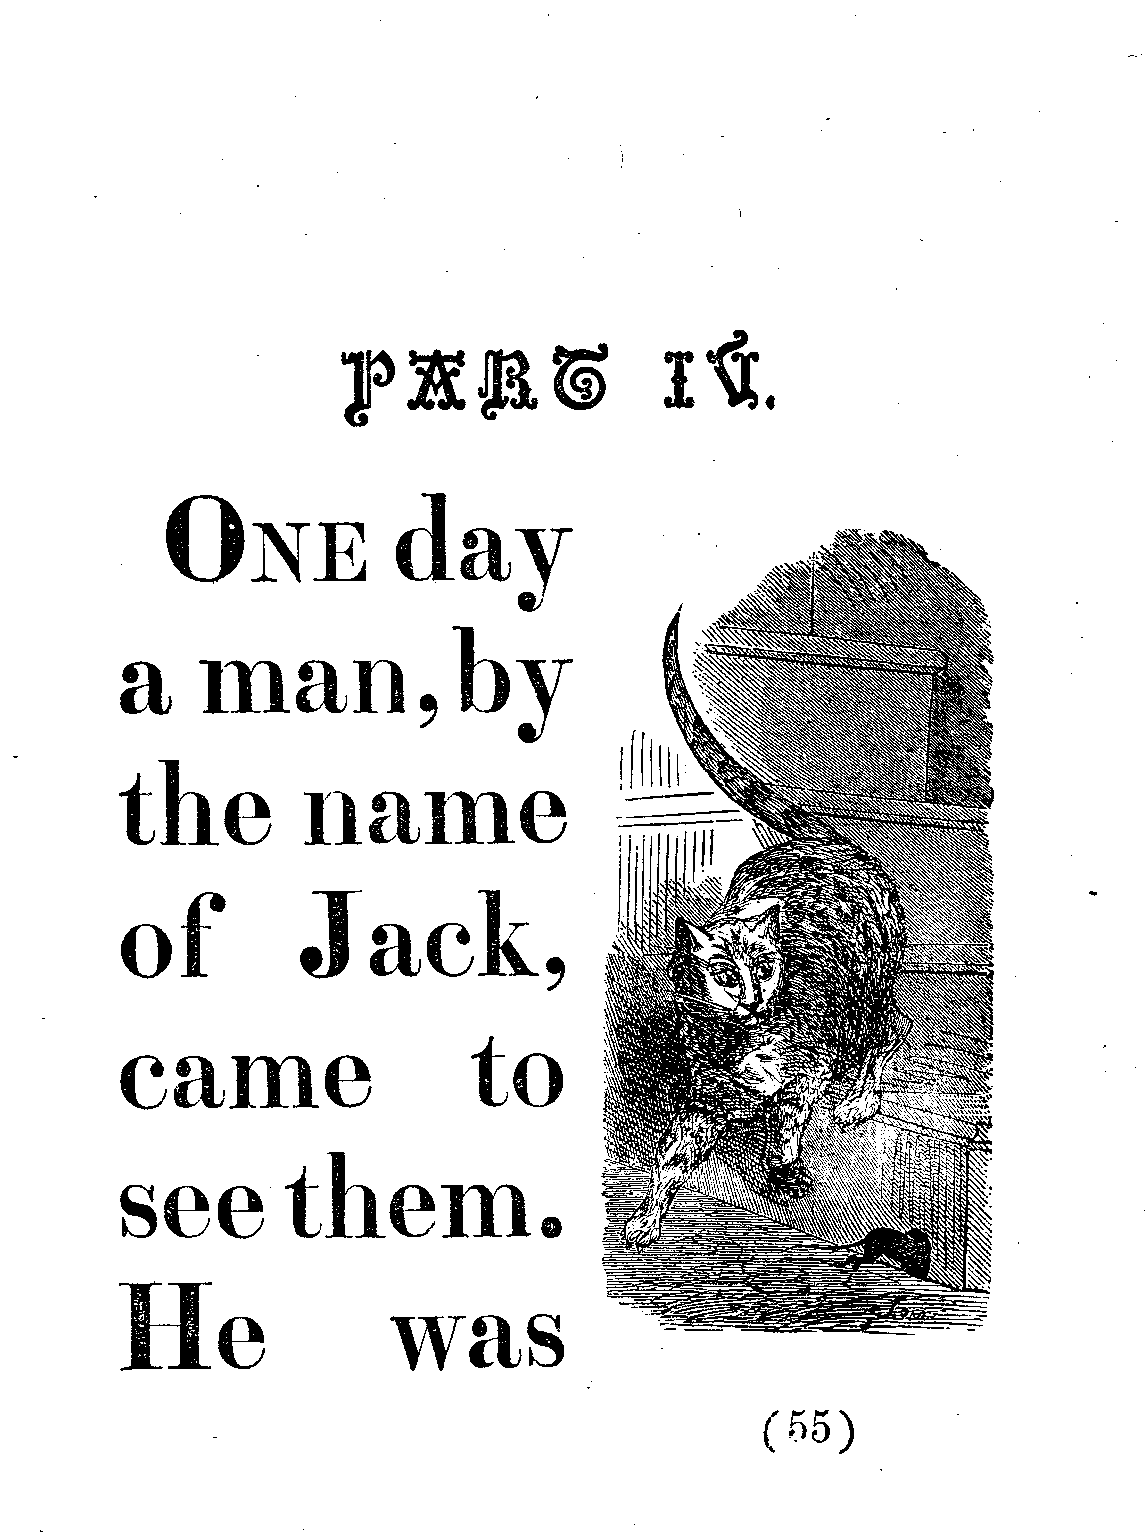 PART IV.
ONE day
a man, by
the name
of Jack,
came to
see them.
He was
(55)